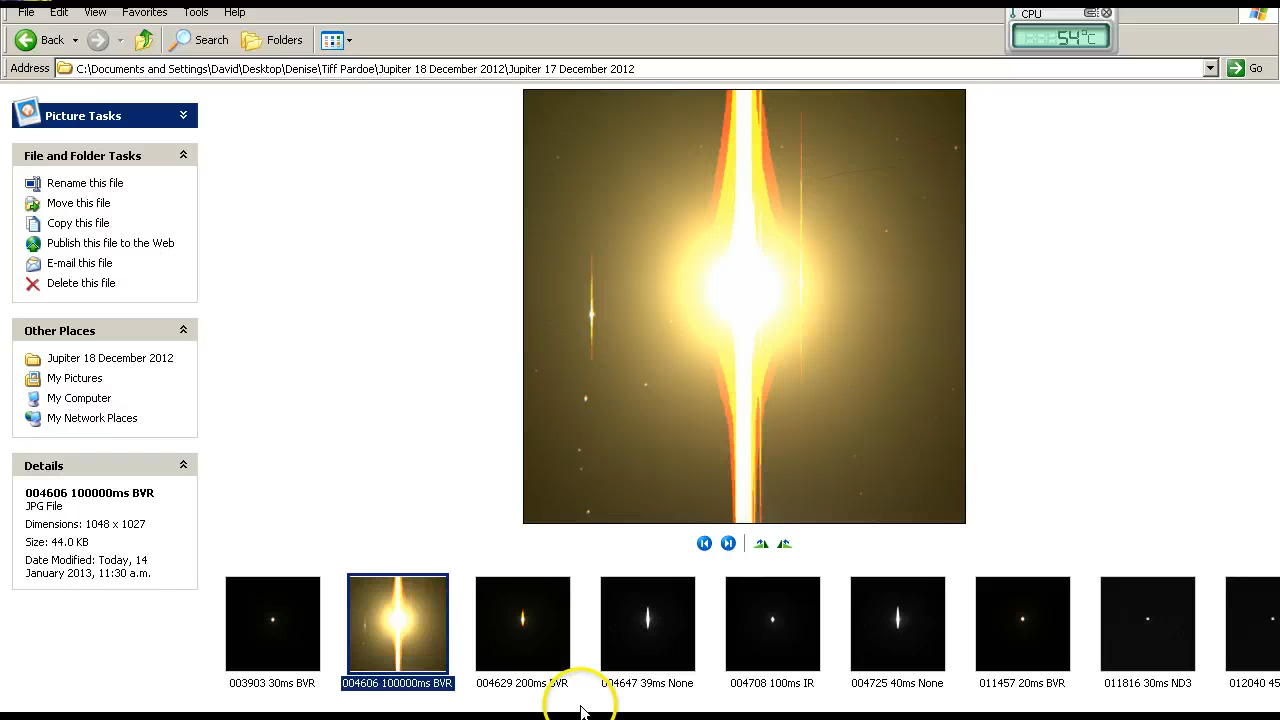 File Edit View Favorites Tools Help
CPU
54°C
Back Search Folders
Address C:\Documents and Settings\David\Desktop\Denise\Tiff Pardoe\Jupiter 18 December 2012\Jupiter 17 December 2012 Go
Picture Tasks
File and Folder Tasks
Rename this file
Move this file
Copy this file
Publish this file to the Web
E-mail this file
Delete this file
Other Places
Jupiter 18 December 2012
My Pictures
My Computer
My Network Places
Details
004606 100000ms BVR
JPG File
Dimensions: 1048 x 1027
Size: 44.0 KB
Date Modified: Today, 14
January 2013, 11:30 a.m.
003903 30ms BVR 004606 100000ms BVR 004629 200ms BVR 004647 39ms None 004708 100ms IR 004725 40ms None 011457 20ms BVR 011816 30ms ND3 012040 45